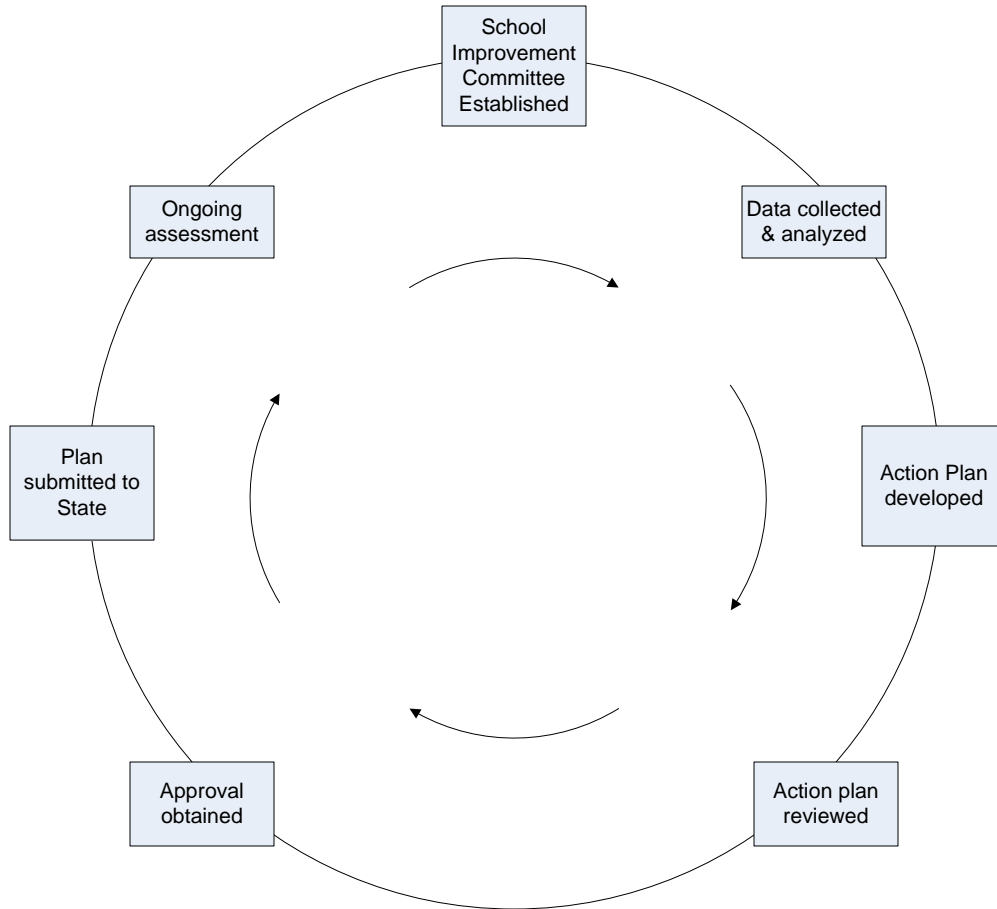 School
Improvement
Committee
Established
Data collected
& analyzed
Action Plan
developed
Action plan
reviewed
Approval
obtained
Plan
submitted to
State
Ongoing
assessment